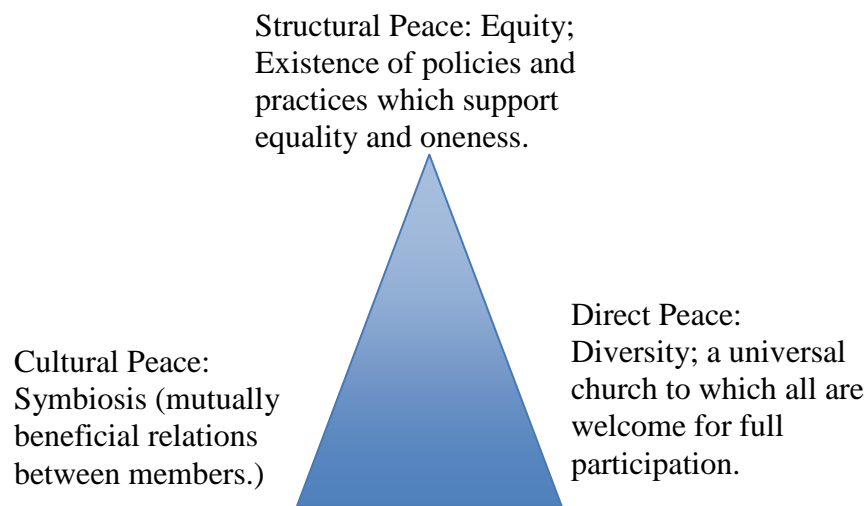 Structural Peace: Equity;
Existence of policies and
practices which support
equality and oneness.
Cultural Peace:
Symbiosis (mutually
beneficial relations
between members.)
Direct Peace:
Diversity; a universal
church to which all are
welcome for full
participation.